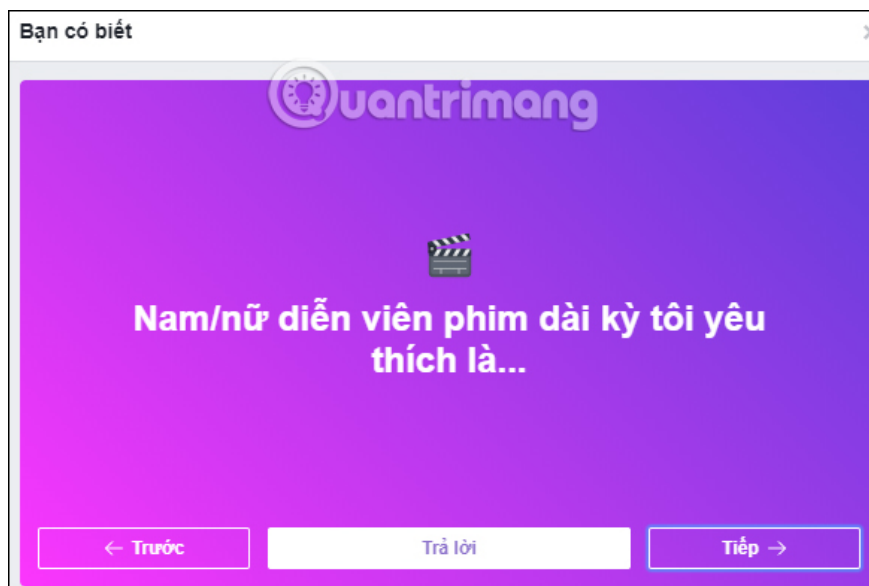 Bạn có biết
Quantrimang
Nam/nữ diễn viên phim dài kỳ tôi yêu
thích là...
← Trước
Trả lời
Tiếp →